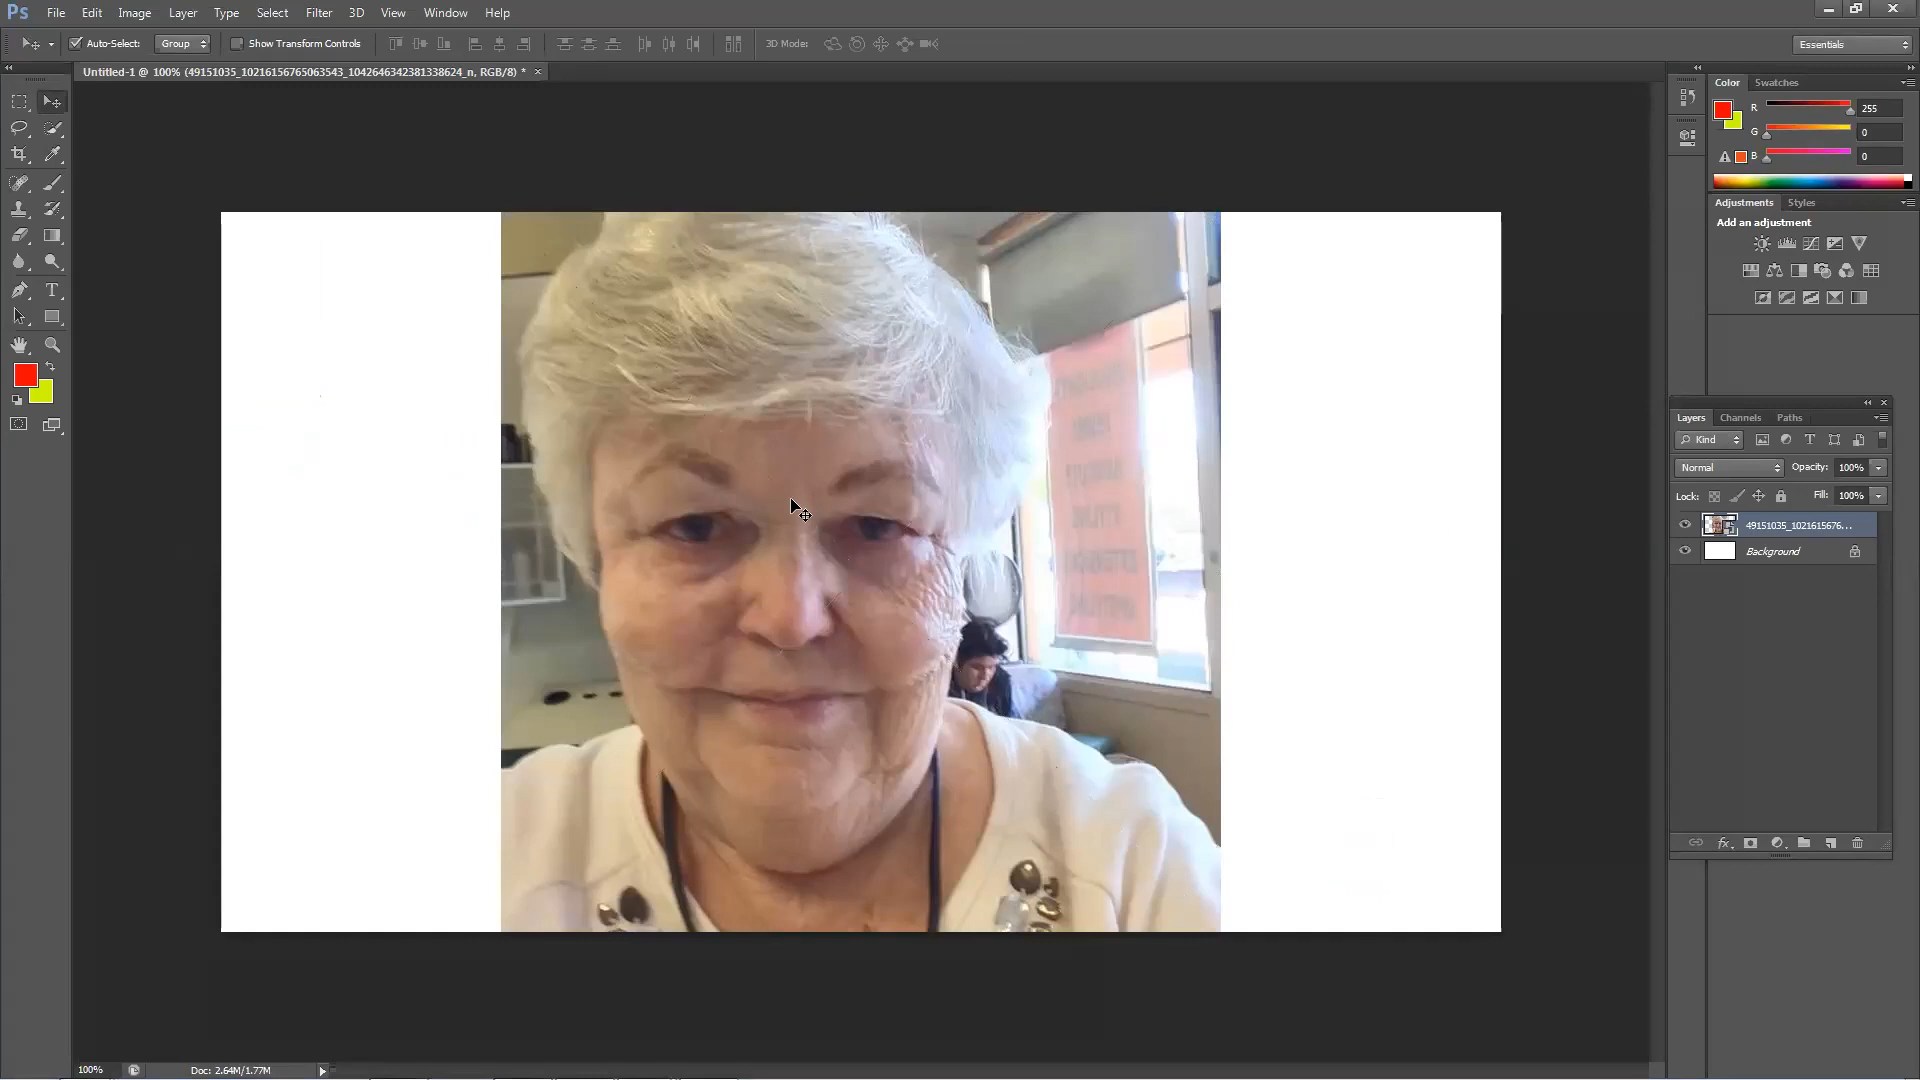 Ps File Edit Image Layer Type Select Filter 3D View Window Help
Auto-Select: Group Show Transform Controls 3D Mode: Essentials
Untitled-1 @ 100% (49151035_10216156765063543_1042646342381338624_n, RGB/8) * ×
Color Swatches
R 255
G 0
B 0
Adjustments Styles
Add an adjustment
Layers Channels Paths
Kind
Normal Opacity: 100%
Lock: Fill: 100%
49151035_1021615676...
Background
T
100% Doc: 2.64M/1.77M